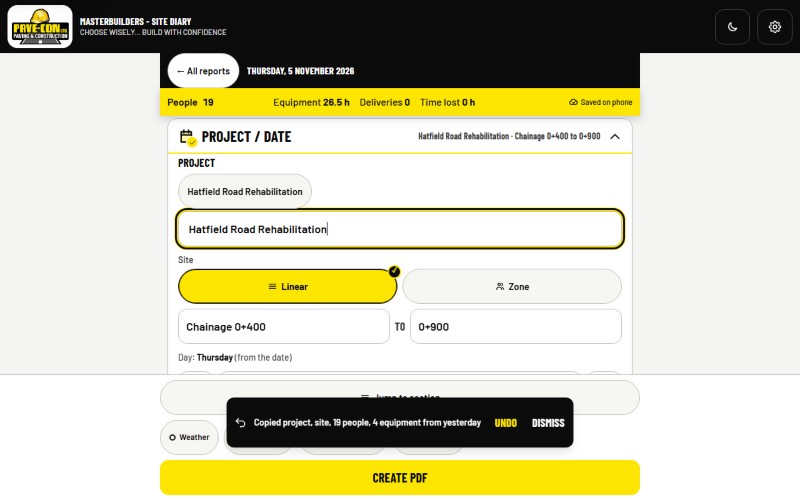 PAVE-CON LTD
PAVING & CONSTRUCTION
MASTERBUILDERS - SITE DIARY
CHOOSE WISELY... BUILD WITH CONFIDENCE
← All reports
THURSDAY, 5 NOVEMBER 2026
People 19
Equipment 26.5 h
Deliveries 0
Time lost 0 h
Saved on phone
PROJECT / DATE
Hatfield Road Rehabilitation · Chainage 0+400 to 0+900
PROJECT
Hatfield Road Rehabilitation
Hatfield Road Rehabilitation
Site
Linear
Zone
Chainage 0+400
TO
0+900
Day: Thursday (from the date)
Jump to section
Copied project, site, 19 people, 4 equipment from yesterday
UNDO
DISMISS
Weather
CREATE PDF